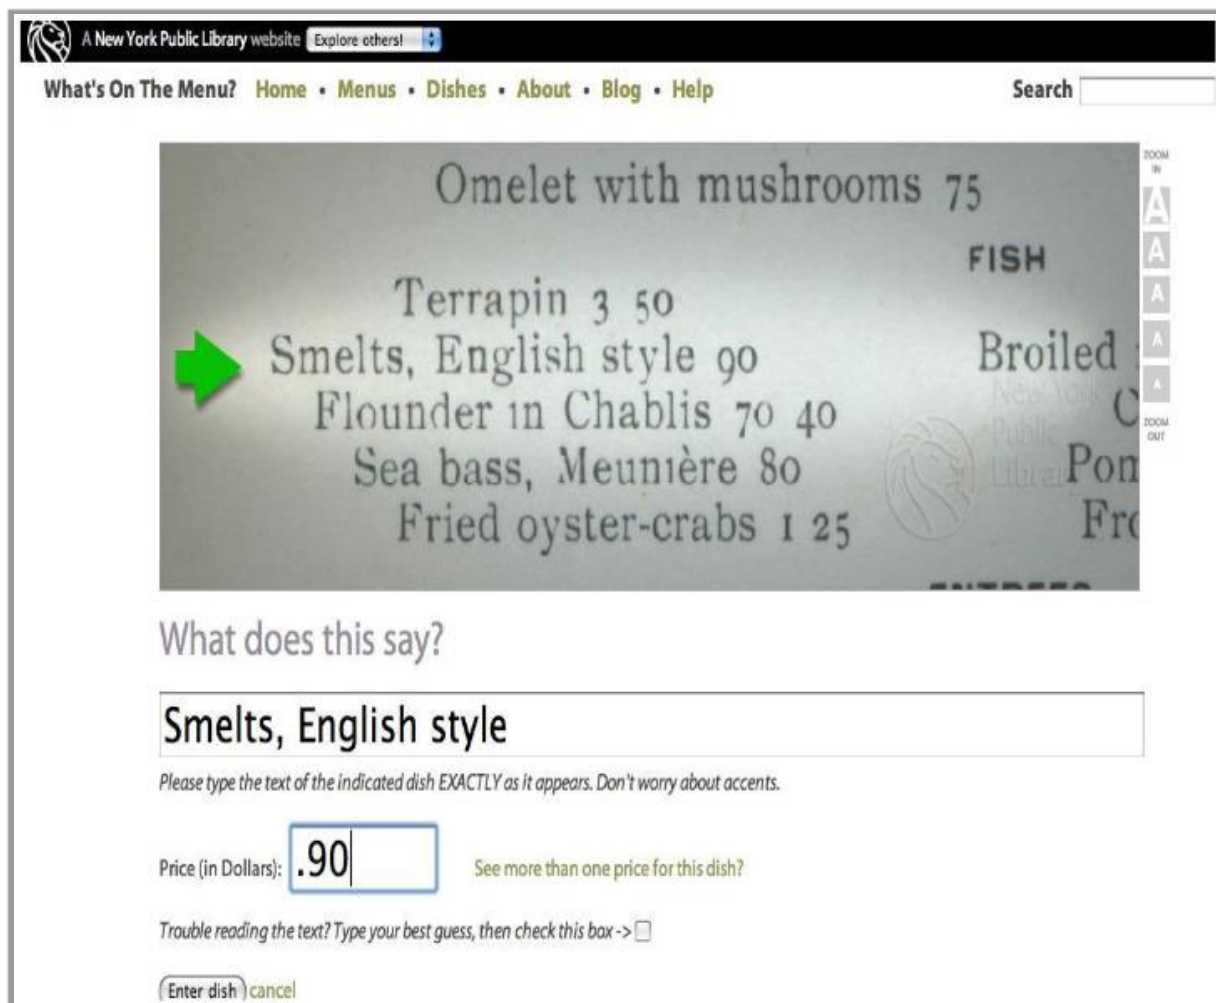 A New York Public Library website Explore others!
What's On The Menu? Home • Menus • Dishes • About • Blog • Help Search
ZOOM IN
Omelet with mushrooms 75
A
FISH
A
Terrapin 3 50
A
Smelts, English style 90 Broiled
A
Flounder in Chablis 70 40 C
A
ZOOM OUT
Sea bass, Meunière 80 Pom
New York Public Library
Fried oyster-crabs 1 25 Fro
ENTREES
What does this say?
Smelts, English style
Please type the text of the indicated dish EXACTLY as it appears. Don't worry about accents.
Price (in Dollars): .90 See more than one price for this dish?
Trouble reading the text? Type your best guess, then check this box ->
Enter dish cancel